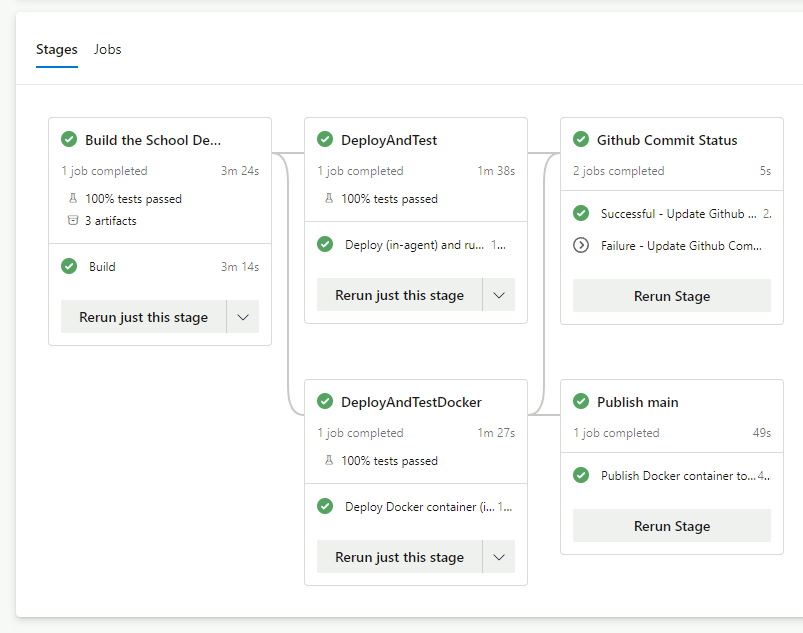 Stages Jobs
Build the School De...
1 job completed 3m 24s
100% tests passed
3 artifacts
Build 3m 14s
Rerun just this stage
DeployAndTest
1 job completed 1m 38s
100% tests passed
Deploy (in-agent) and ru... 1...
Rerun just this stage
Github Commit Status
2 jobs completed 5s
Successful - Update Github ... 2.
Failure - Update Github Com...
Rerun Stage
DeployAndTestDocker
1 job completed 1m 27s
100% tests passed
Deploy Docker container (i... 1...
Rerun just this stage
Publish main
1 job completed 49s
Publish Docker container to... 4..
Rerun Stage